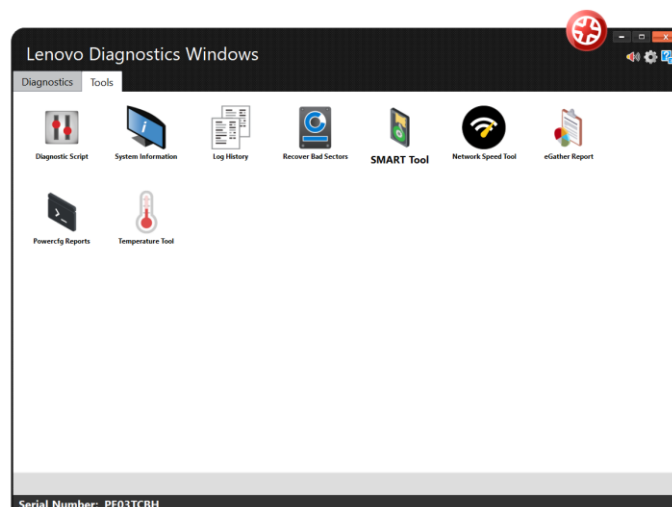 Lenovo Diagnostics Windows
Diagnostics Tools
Diagnostic Script System Information Log History Recover Bad Sectors SMART Tool Network Speed Tool eGather Report
Powercfg Reports Temperature Tool
Serial Number: PF03TCBH